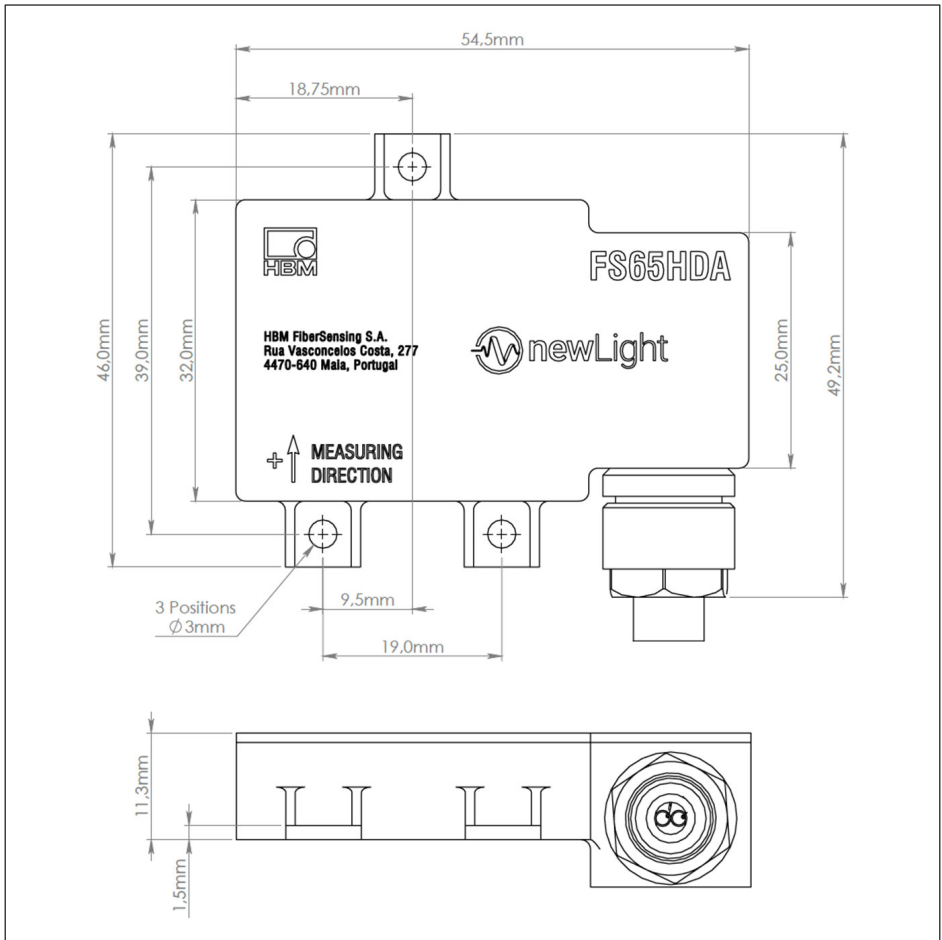 54,5mm
18,75mm
46,0mm
39,0mm
32,0mm
HBM
FS65HDA
HBM FiberSensing S.A.
Rua Vasconcelos Costa, 277
4470-640 Maia, Portugal
newLight
25,0mm
49,2mm
+ MEASURING
DIRECTION
3 Positions
Ø3mm
9,5mm
19,0mm
11,3mm
1,5mm